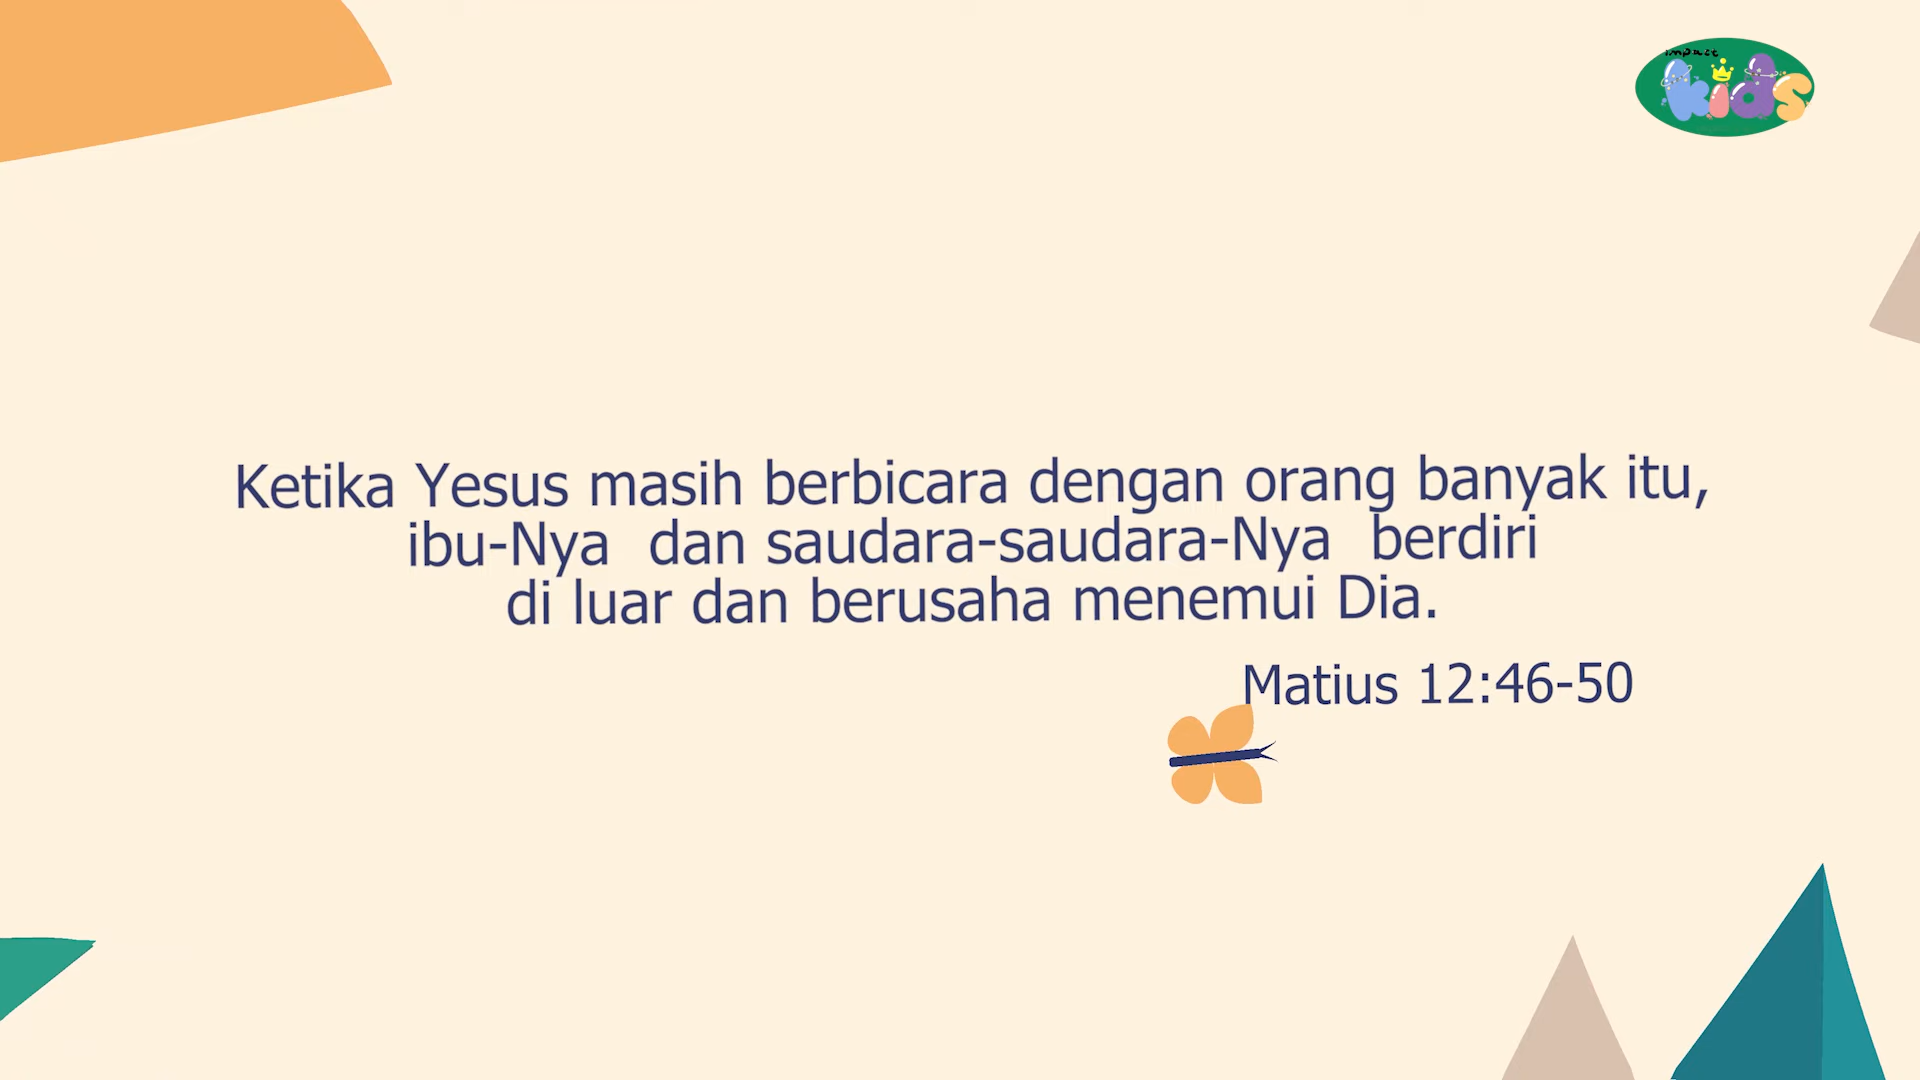 impact
kids
Ketika Yesus masih berbicara dengan orang banyak itu,
ibu-Nya dan saudara-saudara-Nya berdiri
di luar dan berusaha menemui Dia.
Matius 12:46-50